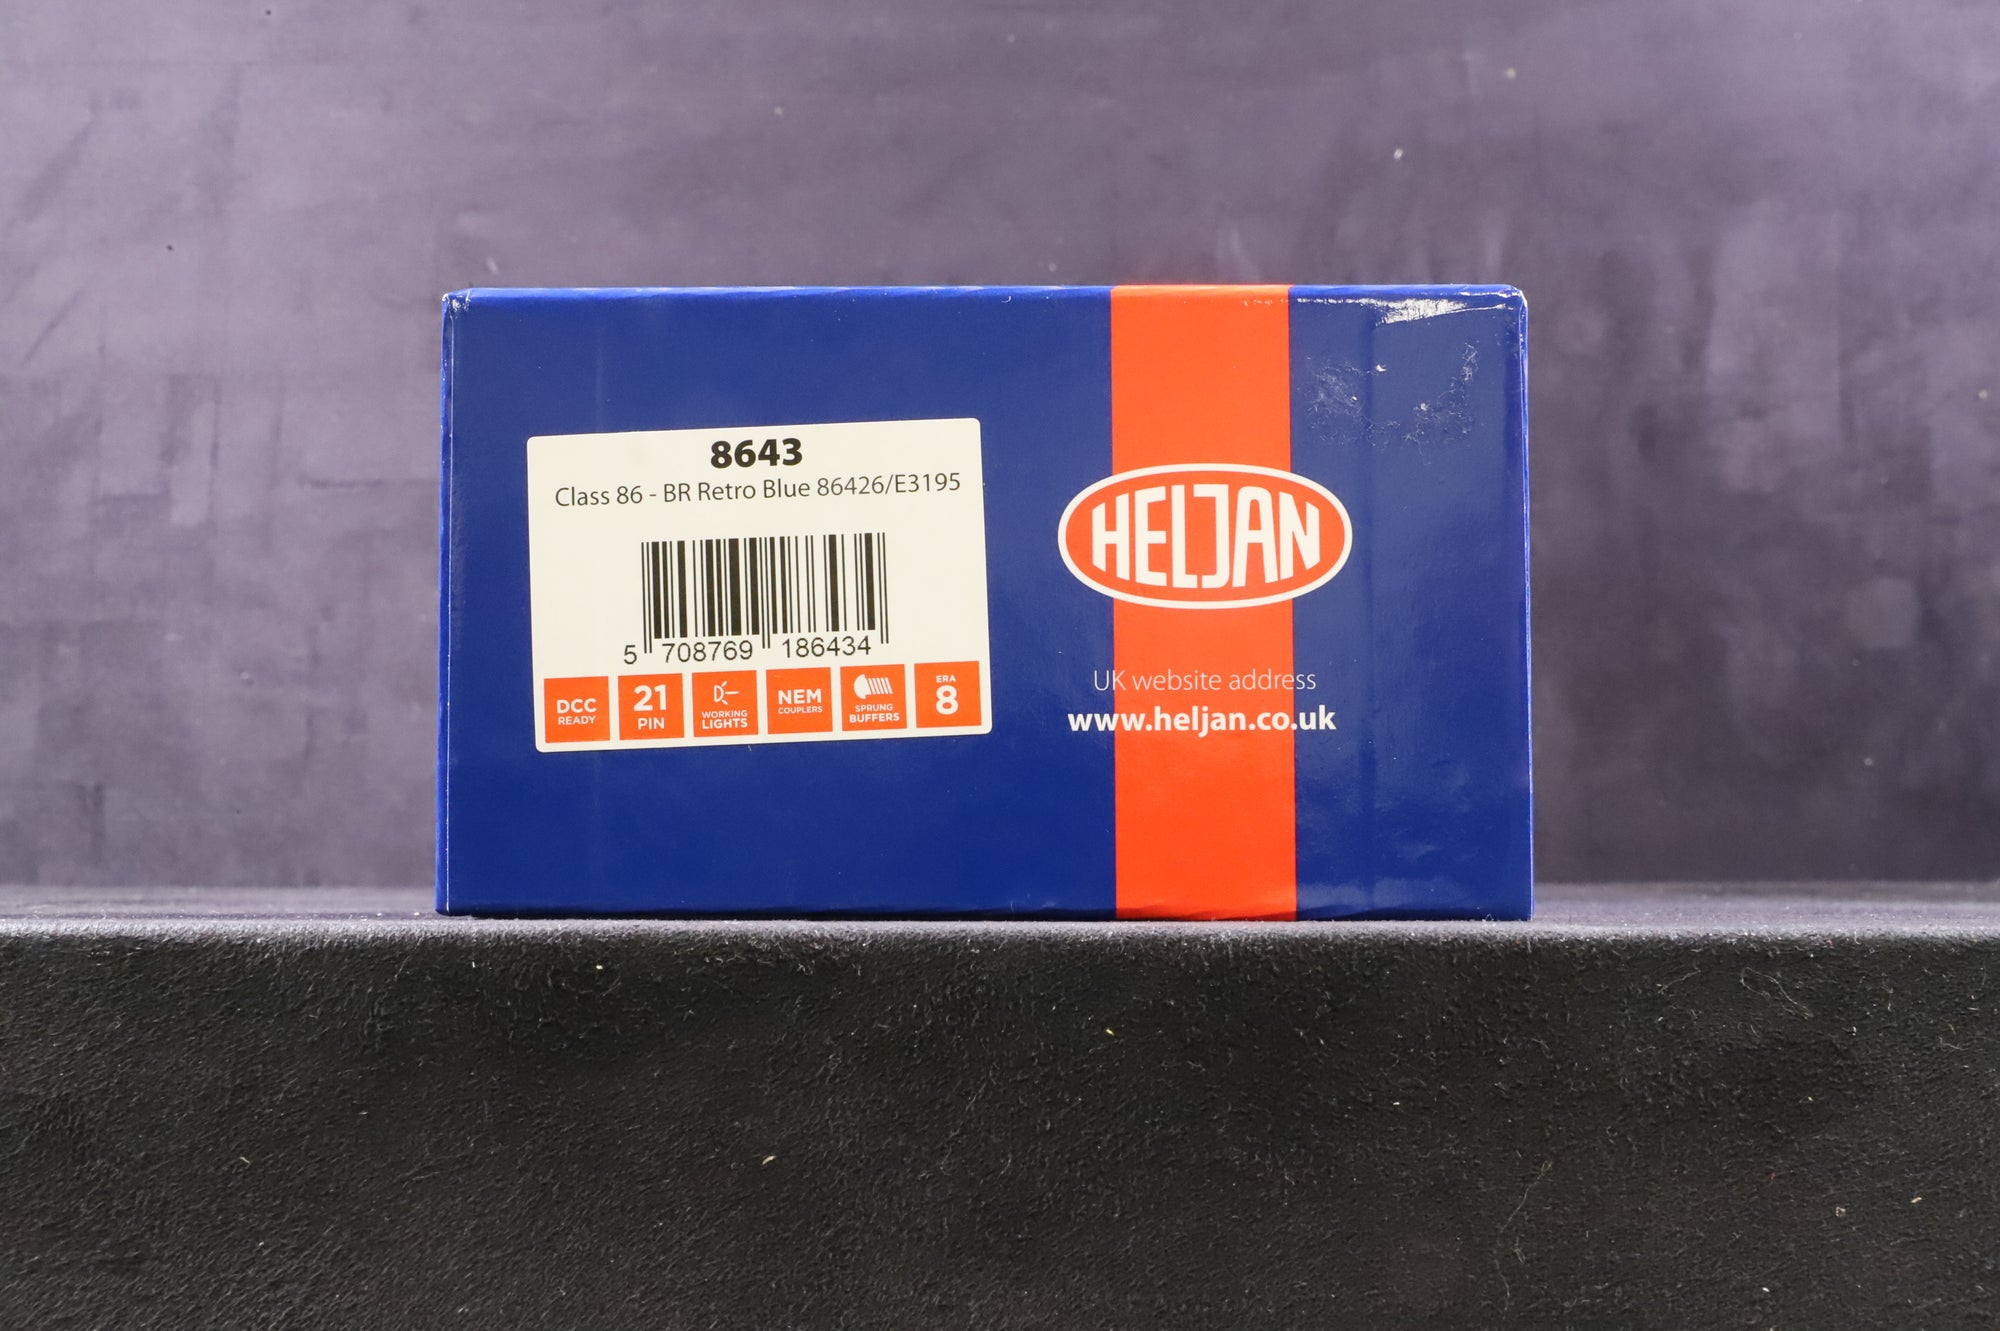 8643
Class 86 - BR Retro Blue 86426/E3195
5 708769 186434
DCC
READY
21
PIN
WORKING
LIGHTS
NEM
COUPLERS
SPRUNG
BUFFERS
ERA
8
HELJAN
UK website address
www.heljan.co.uk